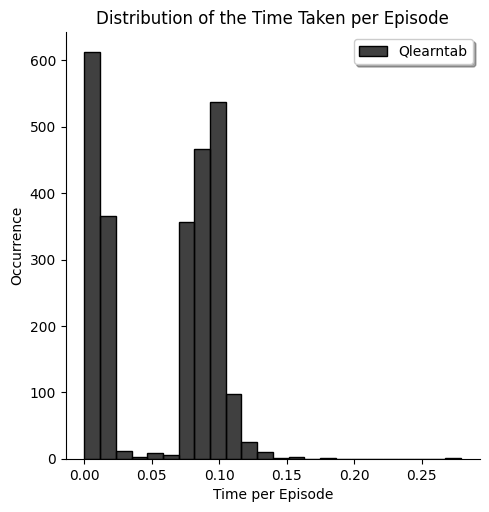 Distribution of the Time Taken per Episode
Qlearntab
600
500
400
300
200
100
0
Occurrence
0.00 0.05 0.10 0.15 0.20 0.25
Time per Episode